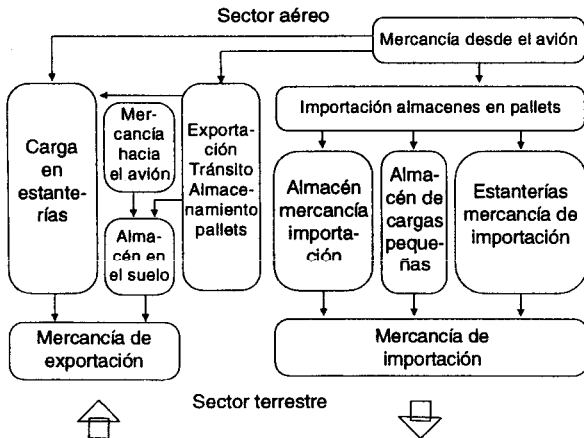 Sector aéreo
Mercancía desde el avión
Importación almacenes en pallets
Carga
en
estante-
rías
Mer-
cancía
hacia
el avión
Almac-
én en
el suelo
Exporta-
ción
Tránsito
Almace-
namiento
pallets
Almacén
mercancía
importa-
ción
Alma-
cén de
cargas
peque-
ñas
Estanterías
mercancía de
importación
Mercancía de
exportación
Mercancía de
importación
Sector terrestre